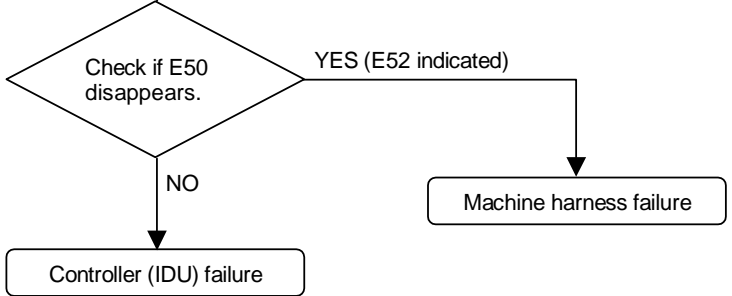 Check if E50
disappears.
YES (E52 indicated)
NO
Machine harness failure
Controller (IDU) failure